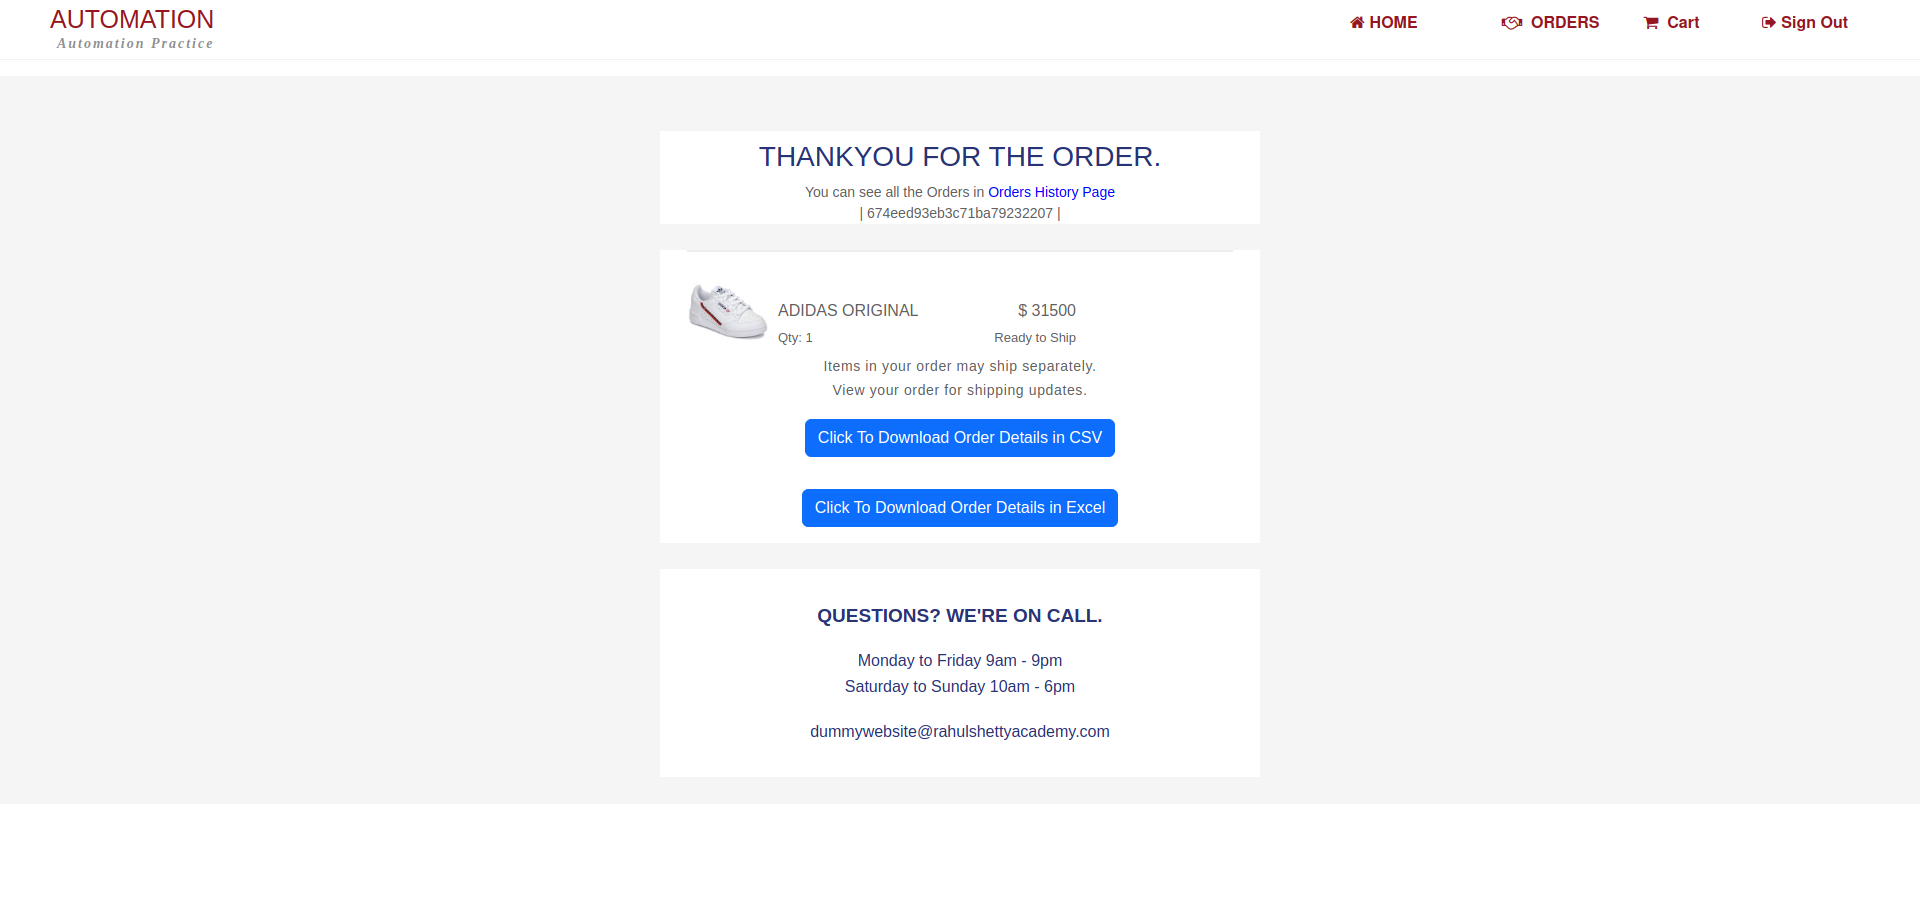 AUTOMATION
Automation Practice
HOME
ORDERS
Cart
Sign Out
THANKYOU FOR THE ORDER.
You can see all the Orders in Orders History Page
| 674eed93eb3c71ba79232207 |
ADIDAS ORIGINAL
$ 31500
Qty: 1
Ready to Ship
Items in your order may ship separately.
View your order for shipping updates.
Click To Download Order Details in CSV
Click To Download Order Details in Excel
QUESTIONS? WE'RE ON CALL.
Monday to Friday 9am - 9pm
Saturday to Sunday 10am - 6pm
dummywebsite@rahulshettyacademy.com